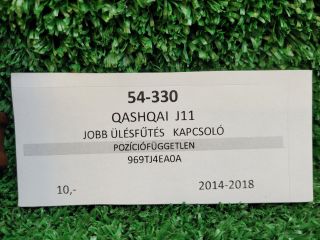 54-330
QASHQAI J11
JOBB ÜLÉSFŰTÉS KAPCSOLÓ
POZÍCIÓFÜGGETLEN
969TJ4EA0A
10,- 2014-2018